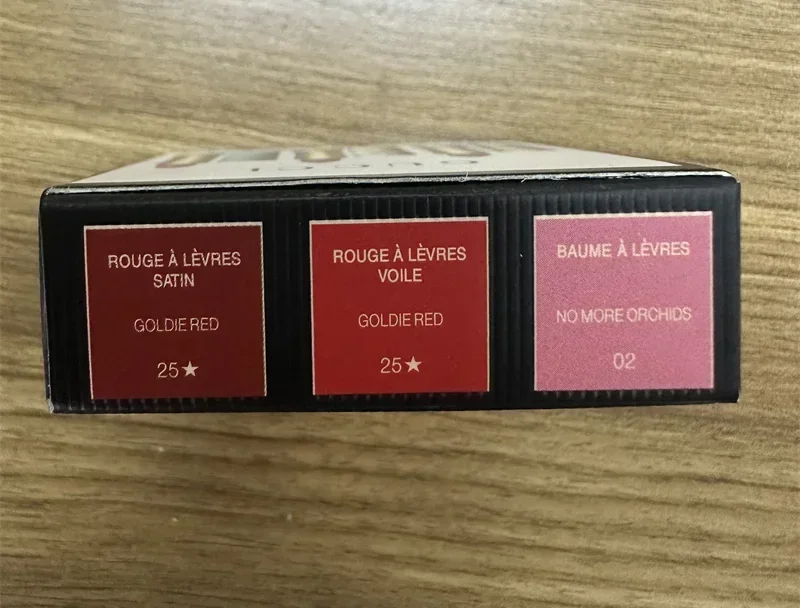 ROUGE À LÈVRES
SATIN
GOLDIE RED
25★
ROUGE À LÈVRES
VOILE
GOLDIE RED
25★
BAUME À LÈVRES
NO MORE ORCHIDS
02